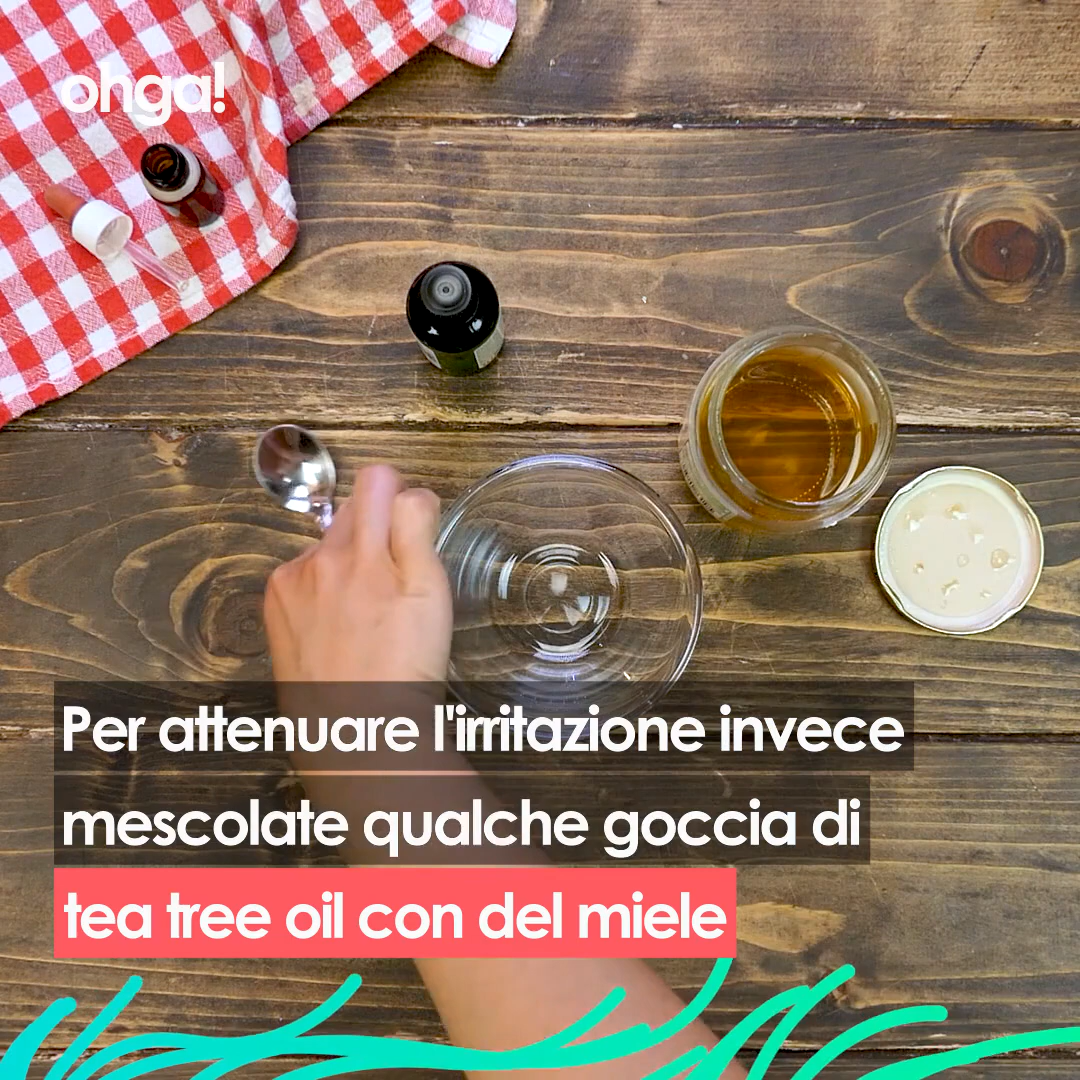 ohga!
Per attenuare l'irritazione invece
mescolate qualche goccia di
tea tree oil con del miele